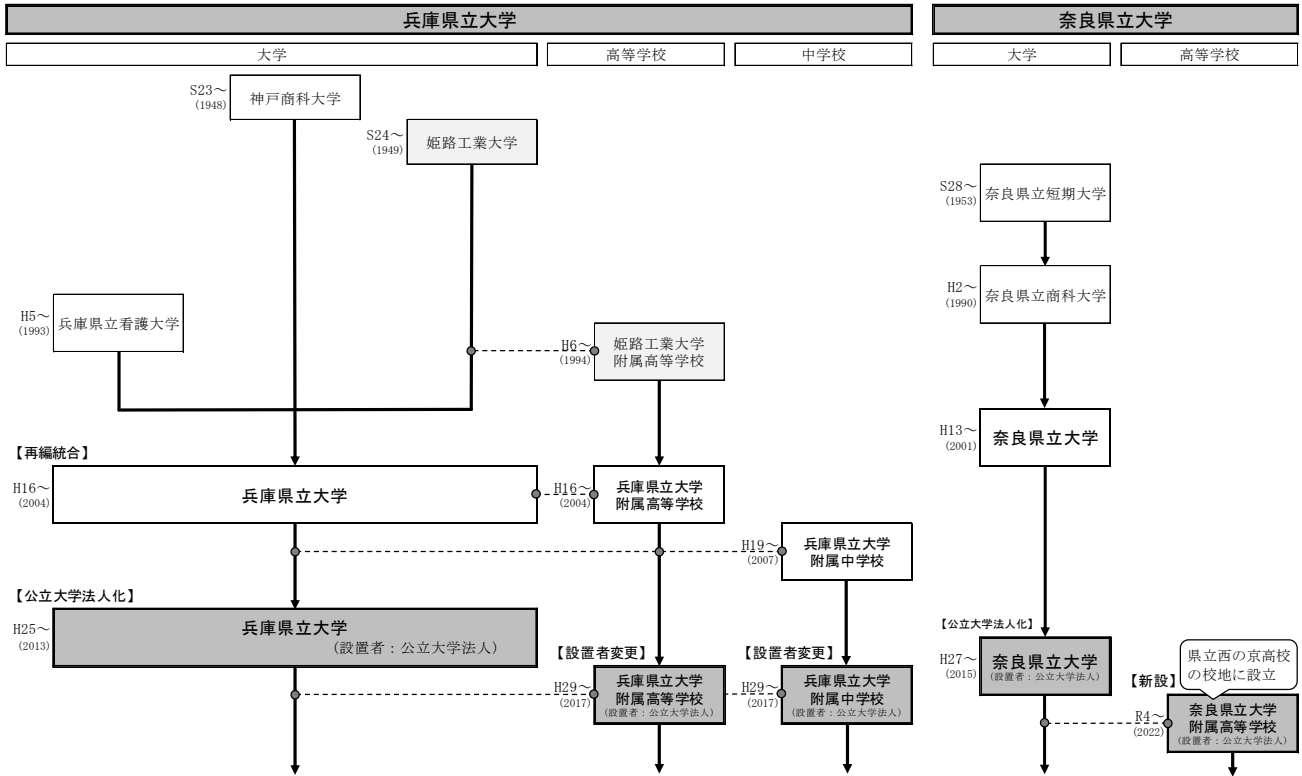 兵庫県立大学
大学
高等学校
中学校
S23～
(1948)
神戸商科大学
S24～
(1949)
姫路工業大学
H5～
(1993)
兵庫県立看護大学
H6～
(1994)
姫路工業大学
附属高等学校
【再編統合】
H16～
(2004)
兵庫県立大学
H16～
(2004)
兵庫県立大学
附属高等学校
H19～
(2007)
兵庫県立大学
附属中学校
【公立大学法人化】
H25～
(2013)
兵庫県立大学
(設置者：公立大学法人)
【設置者変更】
H29～
(2017)
兵庫県立大学
附属高等学校
(設置者：公立大学法人)
【設置者変更】
H29～
(2017)
兵庫県立大学
附属中学校
(設置者：公立大学法人)
奈良県立大学
大学
高等学校
S28～
(1953)
奈良県立短期大学
H2～
(1990)
奈良県立商科大学
H13～
(2001)
奈良県立大学
【公立大学法人化】
H27～
(2015)
奈良県立大学
(設置者：公立大学法人)
県立西の京高校
の校地に設立
【新設】
R4～
(2022)
奈良県立大学
附属高等学校
(設置者：公立大学法人)